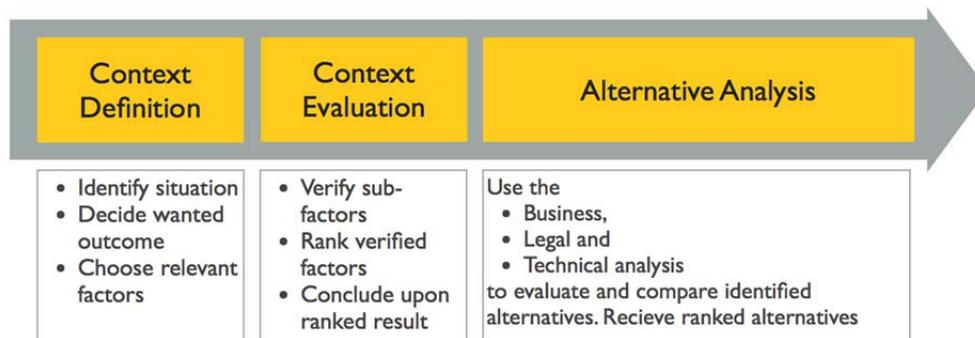 Context
Definition
Context
Evaluation
Alternative Analysis
• Identify situation
• Decide wanted
outcome
• Choose relevant
factors
• Verify sub-
factors
• Rank verified
factors
• Conclude upon
ranked result
Use the
• Business,
• Legal and
• Technical analysis
to evaluate and compare identified
alternatives. Recieve ranked alternatives